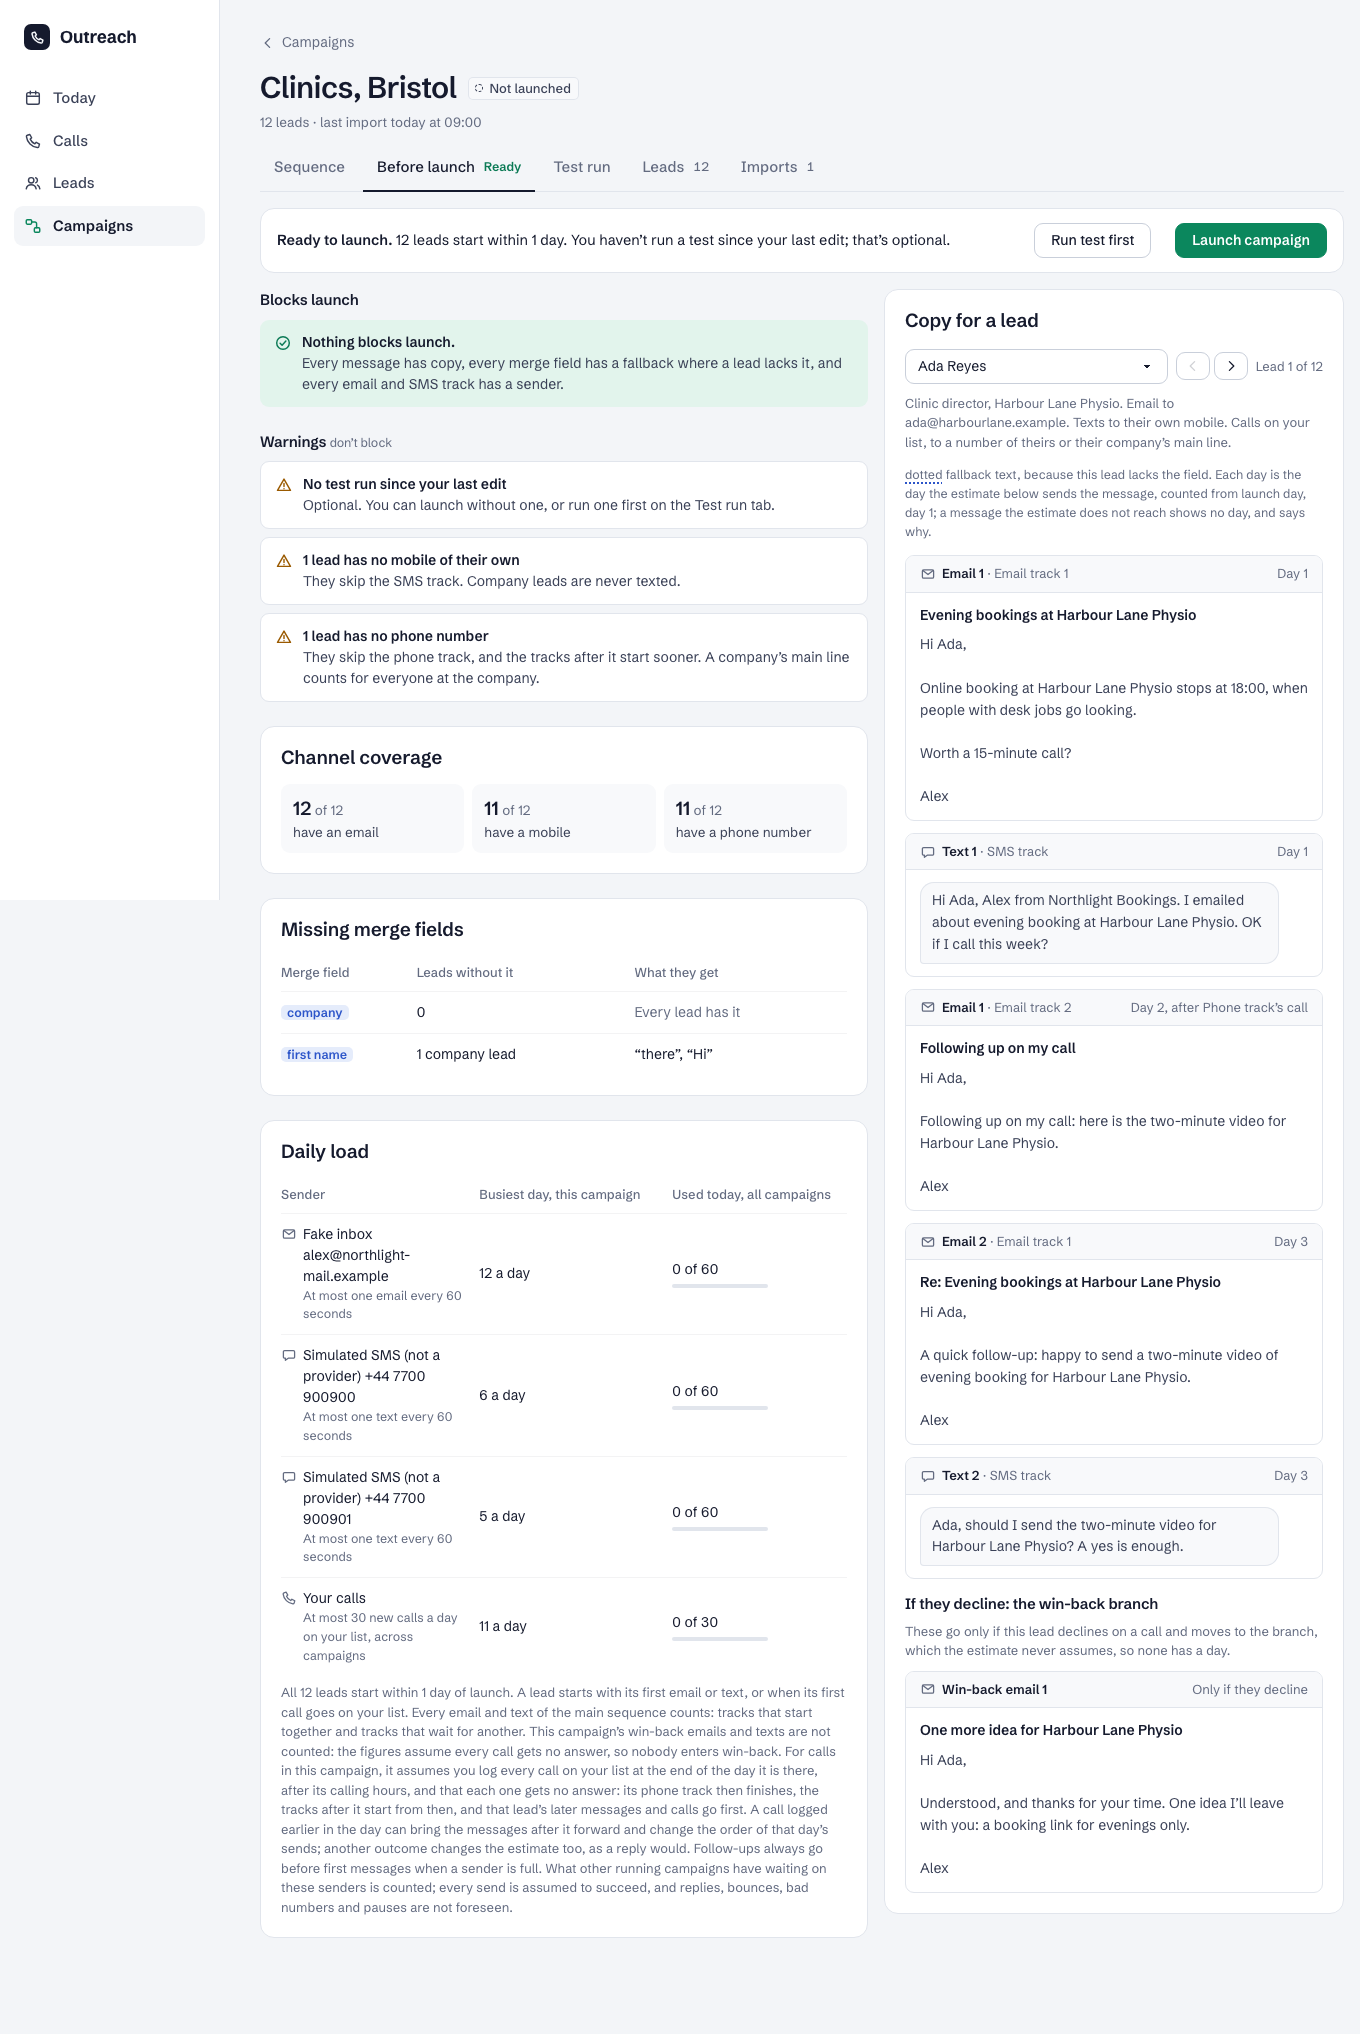 Outreach
Today
Calls
Leads
Campaigns
Campaigns
Clinics, Bristol
Not launched
12 leads · last import today at 09:00
Sequence
Before launch Ready
Test run
Leads 12
Imports 1
Ready to launch. 12 leads start within 1 day. You haven’t run a test since your last edit; that’s optional.
Run test first
Launch campaign
Blocks launch
Nothing blocks launch.
Every message has copy, every merge field has a fallback where a lead lacks it, and
every email and SMS track has a sender.
Warnings don’t block
No test run since your last edit
Optional. You can launch without one, or run one first on the Test run tab.
1 lead has no mobile of their own
They skip the SMS track. Company leads are never texted.
1 lead has no phone number
They skip the phone track, and the tracks after it start sooner. A company’s main line
counts for everyone at the company.
Channel coverage
12 of 12
have an email
11 of 12
have a mobile
11 of 12
have a phone number
Missing merge fields
Merge field
Leads without it
What they get
company
0
Every lead has it
first name
1 company lead
“there”, “Hi”
Daily load
Sender
Busiest day, this campaign
Used today, all campaigns
Fake inbox
alex@northlight-
mail.example
At most one email every 60
seconds
12 a day
0 of 60
Simulated SMS (not a
provider) +44 7700
900900
At most one text every 60
seconds
6 a day
0 of 60
Simulated SMS (not a
provider) +44 7700
900901
At most one text every 60
seconds
5 a day
0 of 60
Your calls
At most 30 new calls a day
on your list, across
campaigns
11 a day
0 of 30
All 12 leads start within 1 day of launch. A lead starts with its first email or text, or when its first
call goes on your list. Every email and text of the main sequence counts: tracks that start
together and tracks that wait for another. This campaign’s win-back emails and texts are not
counted: the figures assume every call gets no answer, so nobody enters win-back. For calls
in this campaign, it assumes you log every call on your list at the end of the day it is there,
after its calling hours, and that each one gets no answer: its phone track then finishes, the
tracks after it start from then, and that lead’s later messages and calls go first. A call logged
earlier in the day can bring the messages after it forward and change the order of that day’s
sends; another outcome changes the estimate too, as a reply would. Follow-ups always go
before first messages when a sender is full. What other running campaigns have waiting on
these senders is counted; every send is assumed to succeed, and replies, bounces, bad
numbers and pauses are not foreseen.
Copy for a lead
Ada Reyes
Lead 1 of 12
Clinic director, Harbour Lane Physio. Email to
ada@harbourlane.example. Texts to their own mobile. Calls on your
list, to a number of theirs or their company’s main line.
dotted fallback text, because this lead lacks the field. Each day is the
day the estimate below sends the message, counted from launch day,
day 1; a message the estimate does not reach shows no day, and says
why.
Email 1 · Email track 1
Day 1
Evening bookings at Harbour Lane Physio
Hi Ada,
Online booking at Harbour Lane Physio stops at 18:00, when
people with desk jobs go looking.
Worth a 15-minute call?
Alex
Text 1 · SMS track
Day 1
Hi Ada, Alex from Northlight Bookings. I emailed
about evening booking at Harbour Lane Physio. OK
if I call this week?
Email 1 · Email track 2
Day 2, after Phone track’s call
Following up on my call
Hi Ada,
Following up on my call: here is the two-minute video for
Harbour Lane Physio.
Alex
Email 2 · Email track 1
Day 3
Re: Evening bookings at Harbour Lane Physio
Hi Ada,
A quick follow-up: happy to send a two-minute video of
evening booking for Harbour Lane Physio.
Alex
Text 2 · SMS track
Day 3
Ada, should I send the two-minute video for
Harbour Lane Physio? A yes is enough.
If they decline: the win-back branch
These go only if this lead declines on a call and moves to the branch,
which the estimate never assumes, so none has a day.
Win-back email 1
Only if they decline
One more idea for Harbour Lane Physio
Hi Ada,
Understood, and thanks for your time. One idea I’ll leave
with you: a booking link for evenings only.
Alex